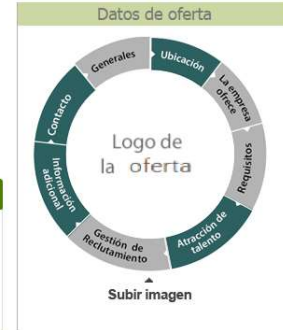 Datos de oferta
Generales
Ubicación
La empresa
ofrece
Requisitos
Atracción de
talento
Gestión de
Reclutamiento
Información
adicional
Contacto
Logo de
la oferta
Subir imagen